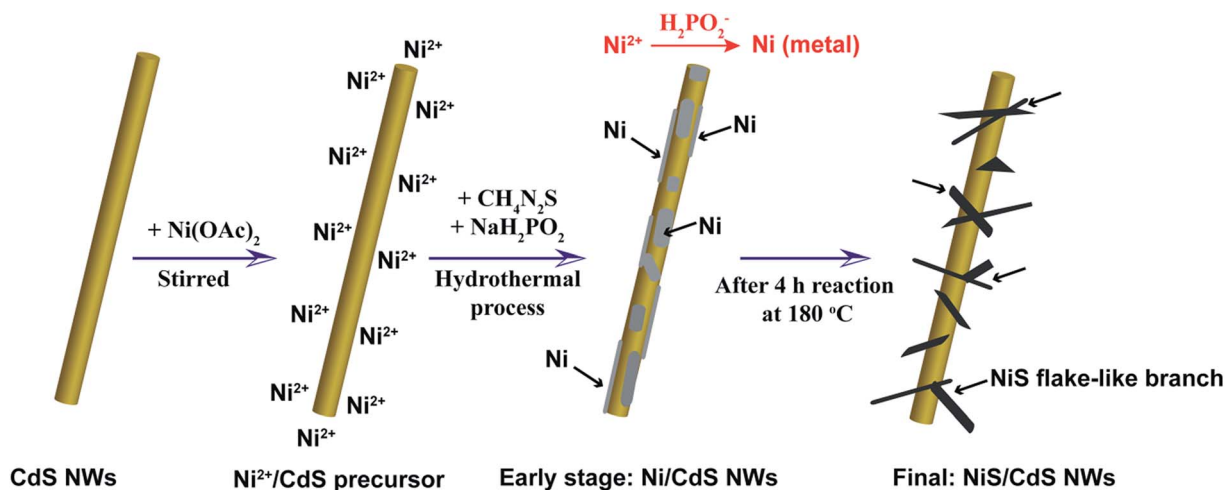 H₂PO₂⁻
Ni²⁺ Ni (metal)
Ni²⁺
Ni²⁺
Ni²⁺
Ni²⁺
Ni²⁺
Ni²⁺
Ni²⁺
Ni²⁺
Ni²⁺
Ni²⁺
Ni²⁺
Ni²⁺
+ Ni(OAc)₂
Stirred
+ CH₄N₂S
+ NaH₂PO₂
Hydrothermal
process
Ni
Ni
Ni
Ni
After 4 h reaction
at 180 °C
NiS flake-like branch
CdS NWs
Ni²⁺/CdS precursor
Early stage: Ni/CdS NWs
Final: NiS/CdS NWs